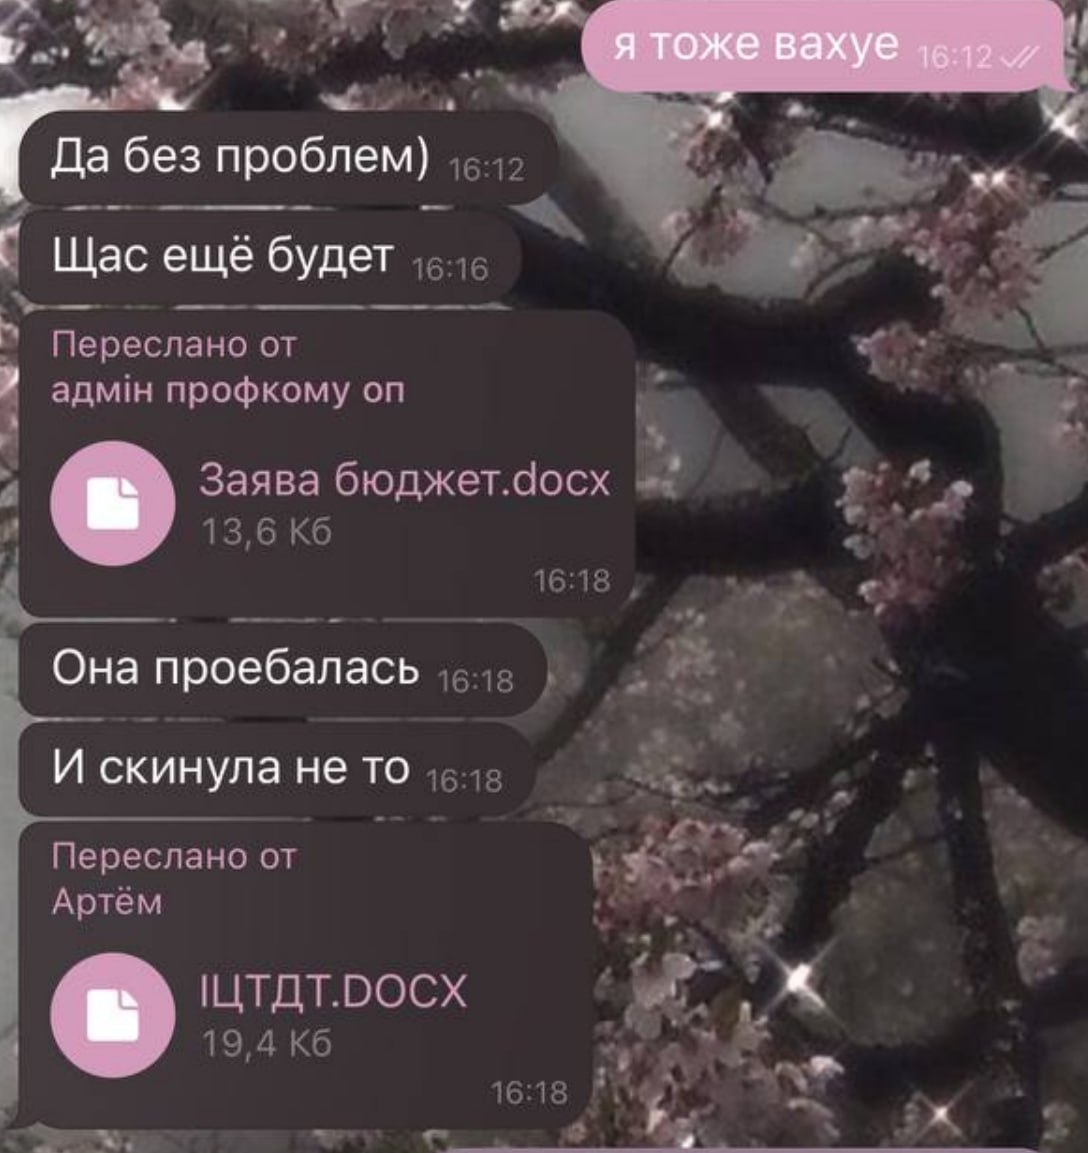 я тоже вахуе 16:12
Да без проблем) 16:12
Щас ещё будет 16:16
Переслано от
адмін профкому оп
Заява бюджет.docx
13,6 Кб
16:18
Она проебалась 16:18
И скинула не то 16:18
Переслано от
Артём
ІЦТДТ.DOCX
19,4 Кб
16:18